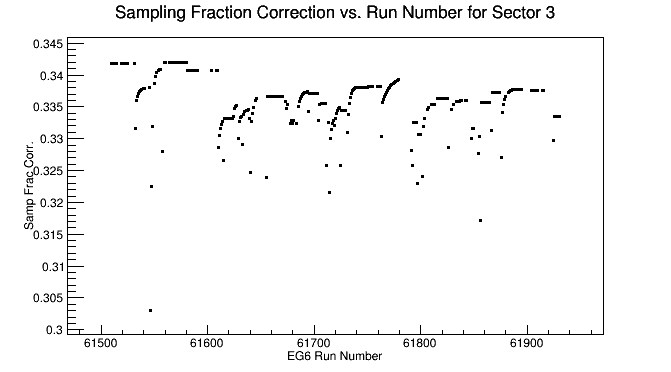 Sampling Fraction Correction vs. Run Number for Sector 3
0.345
0.34
0.335
0.33
0.325
0.32
0.315
0.31
0.305
0.3
Samp Frac Corr.
61500 61600 61700 61800 61900
EG6 Run Number